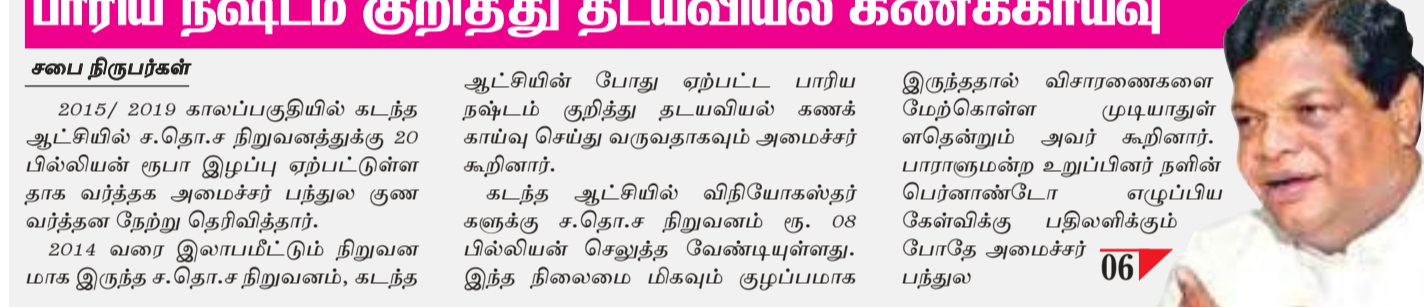 பாரிய நஷ்டம் குறித்து தடயவியல் கணக்காய்வு
சபை நிருபர்கள்
2015/ 2019 காலப்பகுதியில் கடந்த
ஆட்சியில் ச.தொ.ச நிறுவனத்துக்கு 20
பில்லியன் ரூபா இழப்பு ஏற்பட்டுள்ள
தாக வர்த்தக அமைச்சர் பந்துல குண
வர்த்தன நேற்று தெரிவித்தார்.
2014 வரை இலாபமீட்டும் நிறுவன
மாக இருந்த ச.தொ.ச நிறுவனம், கடந்த
ஆட்சியின் போது ஏற்பட்ட பாரிய
நஷ்டம் குறித்து தடயவியல் கணக்
காய்வு செய்து வருவதாகவும் அமைச்சர்
கூறினார்.
கடந்த ஆட்சியில் விநியோகஸ்தர்
களுக்கு ச.தொ.ச நிறுவனம் ரூ. 08
பில்லியன் செலுத்த வேண்டியுள்ளது.
இந்த நிலைமை மிகவும் குழப்பமாக
இருந்ததால் விசாரணைகளை
மேற்கொள்ள முடியாதுள்
ளதென்றும் அவர் கூறினார்.
பாராளுமன்ற உறுப்பினர் நளின்
பெர்னாண்டோ எழுப்பிய
கேள்விக்கு பதிலளிக்கும்
போதே அமைச்சர்
பந்துல
06